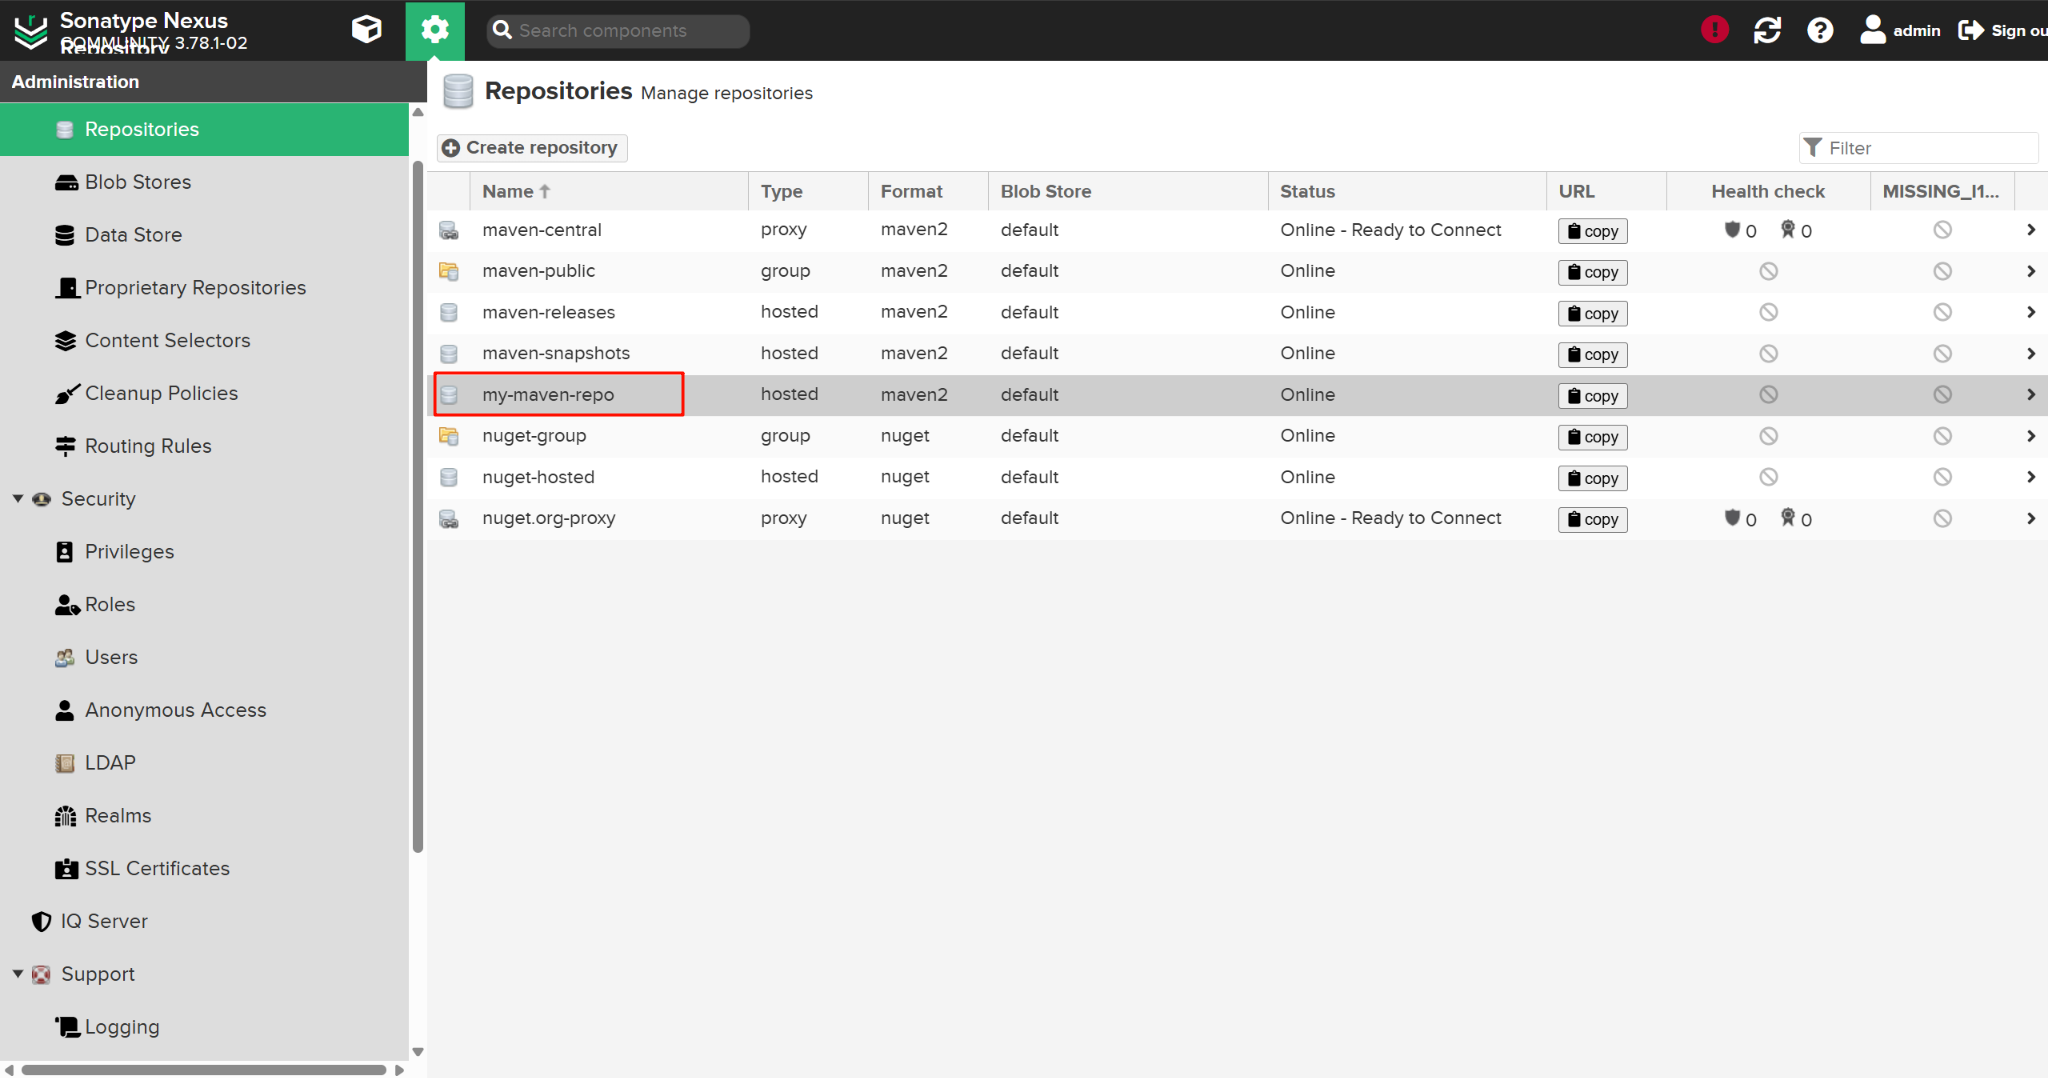 Sonatype Nexus
Repository
COMMUNITY 3.78.1-02
Search components
admin
Sign ou
Administration
Repositories
Blob Stores
Data Store
Proprietary Repositories
Content Selectors
Cleanup Policies
Routing Rules
Security
Privileges
Roles
Users
Anonymous Access
LDAP
Realms
SSL Certificates
IQ Server
Support
Logging
Repositories Manage repositories
Create repository
Filter
Name Type Format Blob Store Status URL Health check MISSING_I1...
maven-central proxy maven2 default Online - Ready to Connect copy 0 0
maven-public group maven2 default Online copy
maven-releases hosted maven2 default Online copy
maven-snapshots hosted maven2 default Online copy
my-maven-repo hosted maven2 default Online copy
nuget-group group nuget default Online copy
nuget-hosted hosted nuget default Online copy
nuget.org-proxy proxy nuget default Online - Ready to Connect copy 0 0